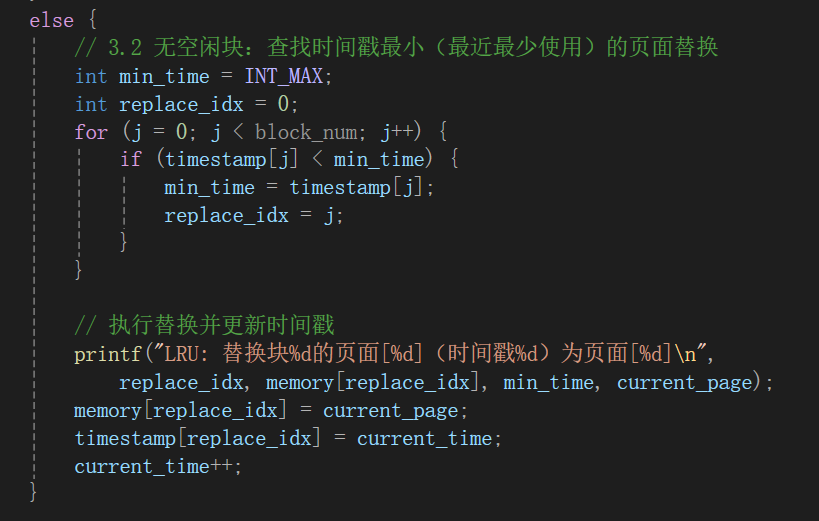 else {
// 3.2 无空闲块：查找时间戳最小（最近最少使用）的页面替换
int min_time = INT_MAX;
int replace_idx = 0;
for (j = 0; j < block_num; j++) {
if (timestamp[j] < min_time) {
min_time = timestamp[j];
replace_idx = j;
}
}
// 执行替换并更新时间戳
printf("LRU: 替换块%d的页面[%d]（时间戳%d）为页面[%d]\n",
replace_idx, memory[replace_idx], min_time, current_page);
memory[replace_idx] = current_page;
timestamp[replace_idx] = current_time;
current_time++;
}